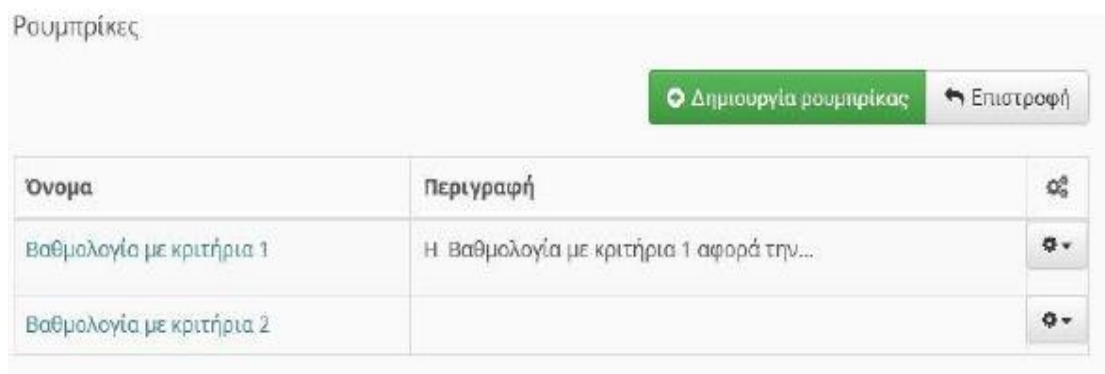 Ρουμπρίκες
Δημιουργία ρουμπρίκας Επιστροφή
Όνομα Περιγραφή
Βαθμολογία με κριτήρια 1 Η Βαθμολογία με κριτήρια 1 αφορά την...
Βαθμολογία με κριτήρια 2